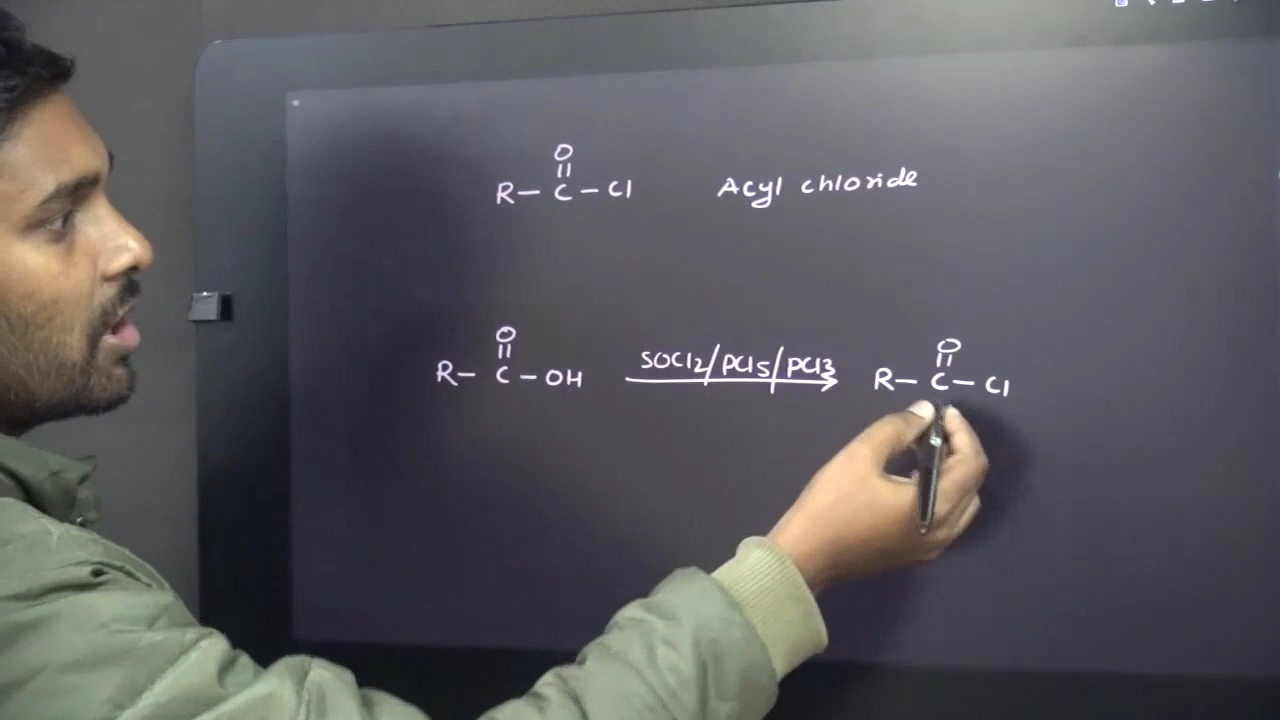 O
||
R – C – Cl Acyl chloride
O
||
R – C – OH SOCl2/PCl5/PCl3
O
||
R – C – Cl